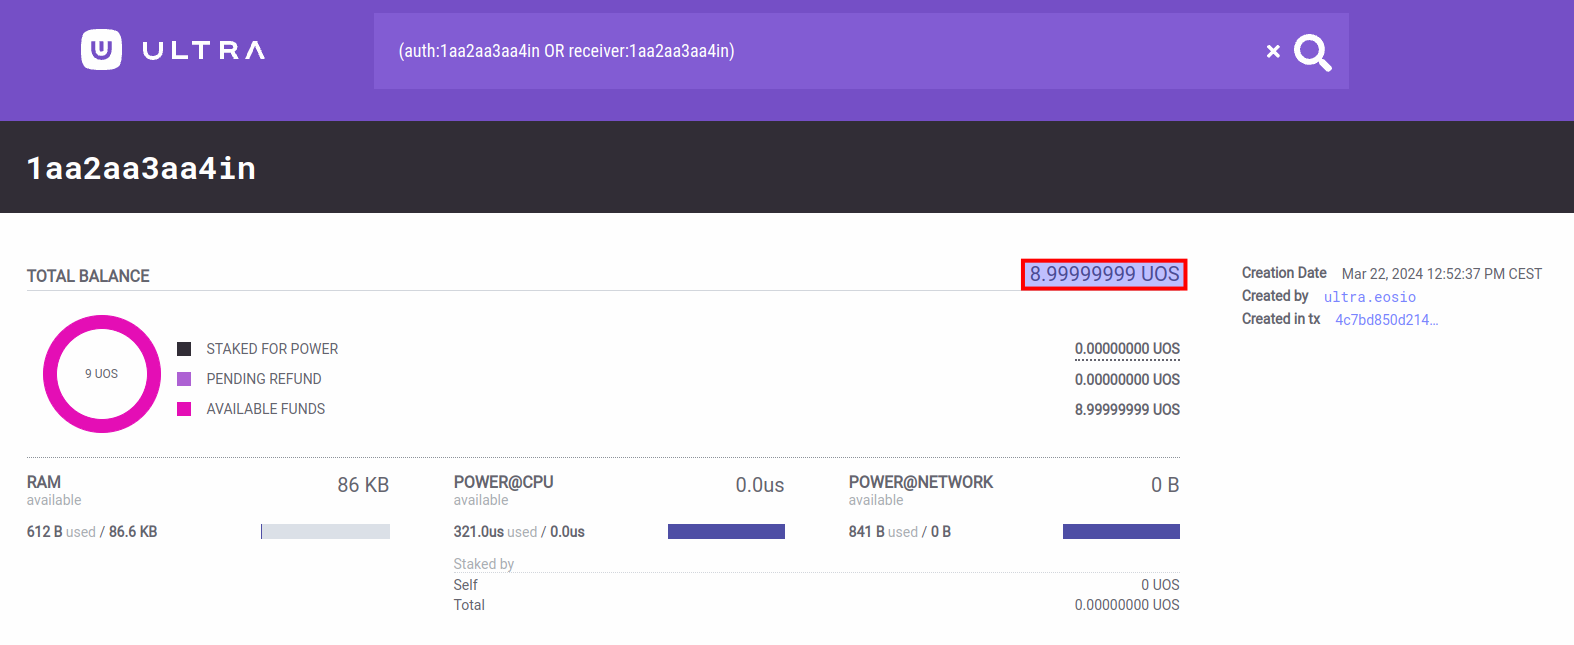 ULTRA
(auth:1aa2aa3aa4in OR receiver:1aa2aa3aa4in)
1aa2aa3aa4in
TOTAL BALANCE 8.99999999 UOS
Creation Date Mar 22, 2024 12:52:37 PM CEST
Created by ultra.eosio
Created in tx 4c7bd850d214...
9 UOS
STAKED FOR POWER 0.00000000 UOS
PENDING REFUND 0.00000000 UOS
AVAILABLE FUNDS 8.99999999 UOS
RAM 86 KB
available
612 B used / 86.6 KB
POWER@CPU 0.0us
available
321.0us used / 0.0us
POWER@NETWORK 0 B
available
841 B used / 0 B
Staked by
Self 0 UOS
Total 0.00000000 UOS